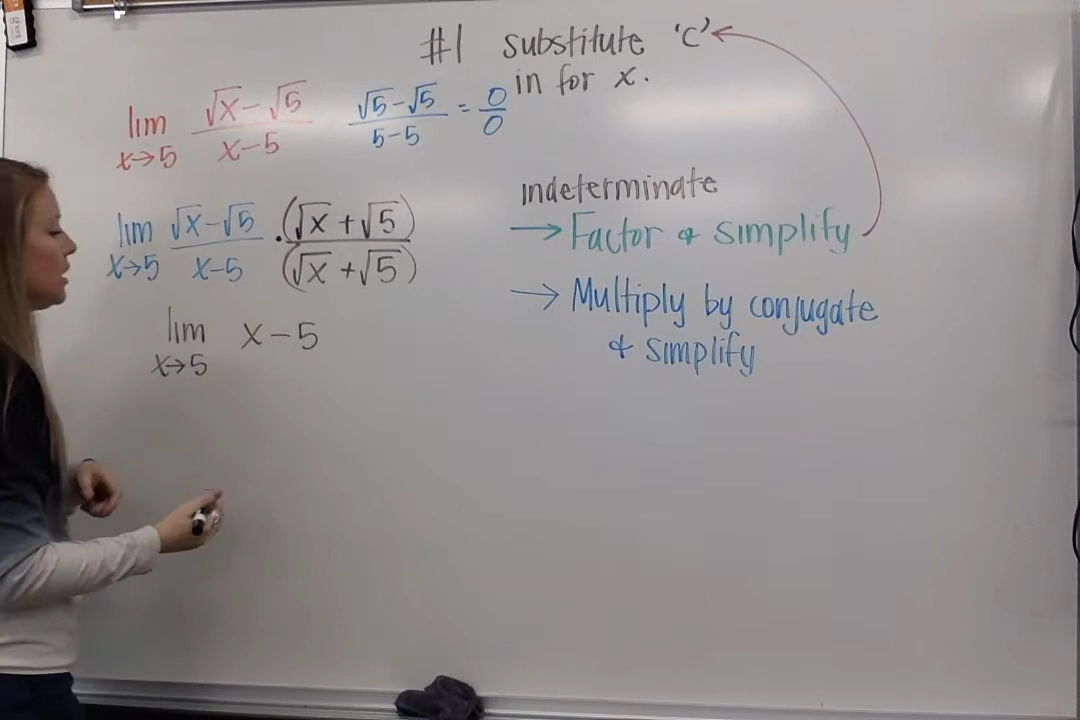 #1 substitute 'c'
in for x.
lim x→5 (√x-√5)/(x-5) (√5-√5)/(5-5) = 0/0
indeterminate
→ Factor & simplify
lim x→5 (√x-√5)/(x-5) · (√x+√5)/(√x+√5)
→ Multiply by conjugate
& simplify
lim x→5 x-5